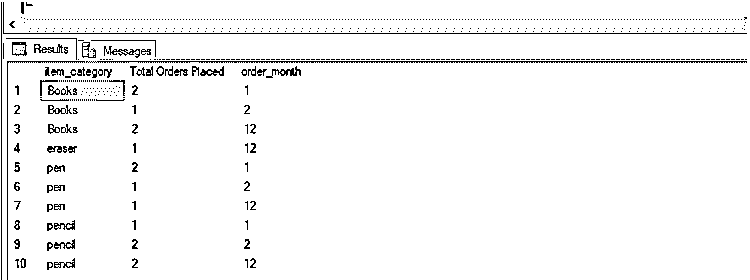 Results Messages
item_category Total Orders Placed order_month
1 Books 2 1
2 Books 1 2
3 Books 2 12
4 eraser 1 12
5 pen 2 1
6 pen 1 2
7 pen 1 12
8 pencil 1 1
9 pencil 2 2
10 pencil 2 12